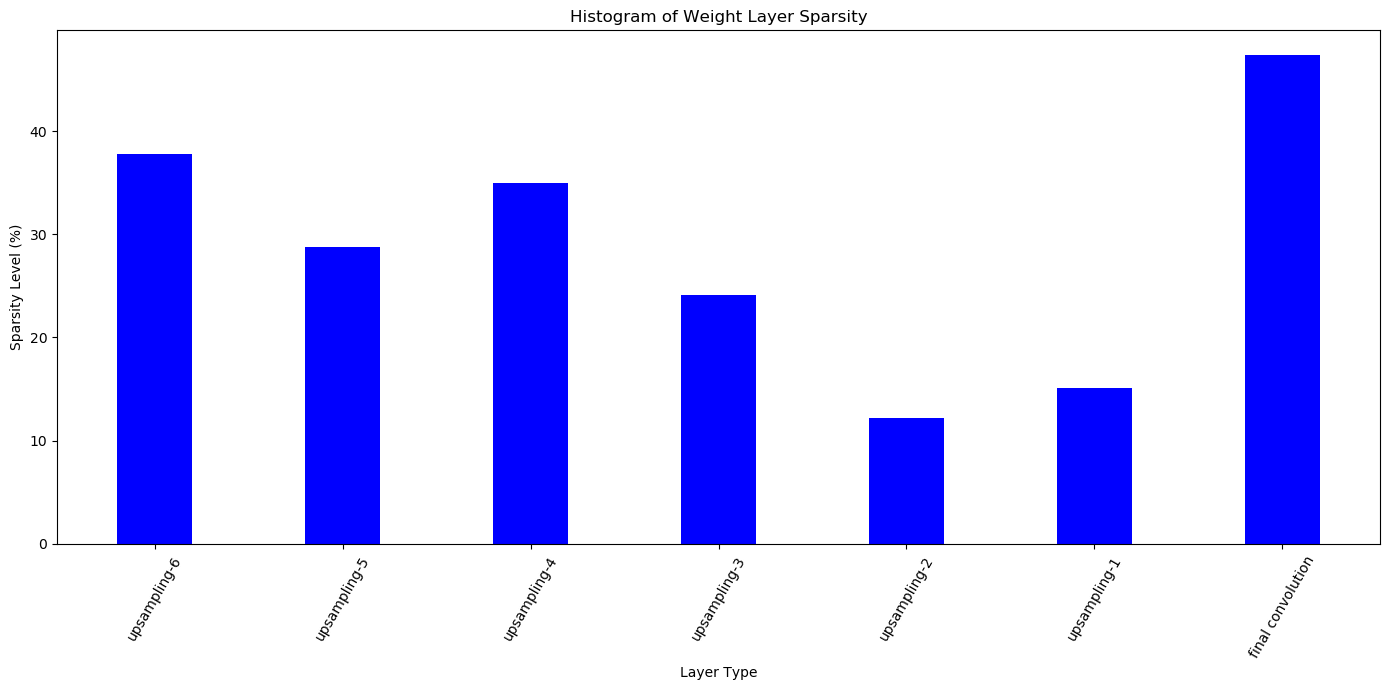 Histogram of Weight Layer Sparsity
Sparsity Level (%)
40
30
20
10
0
upsampling-6
upsampling-5
upsampling-4
upsampling-3
upsampling-2
upsampling-1
final convolution
Layer Type